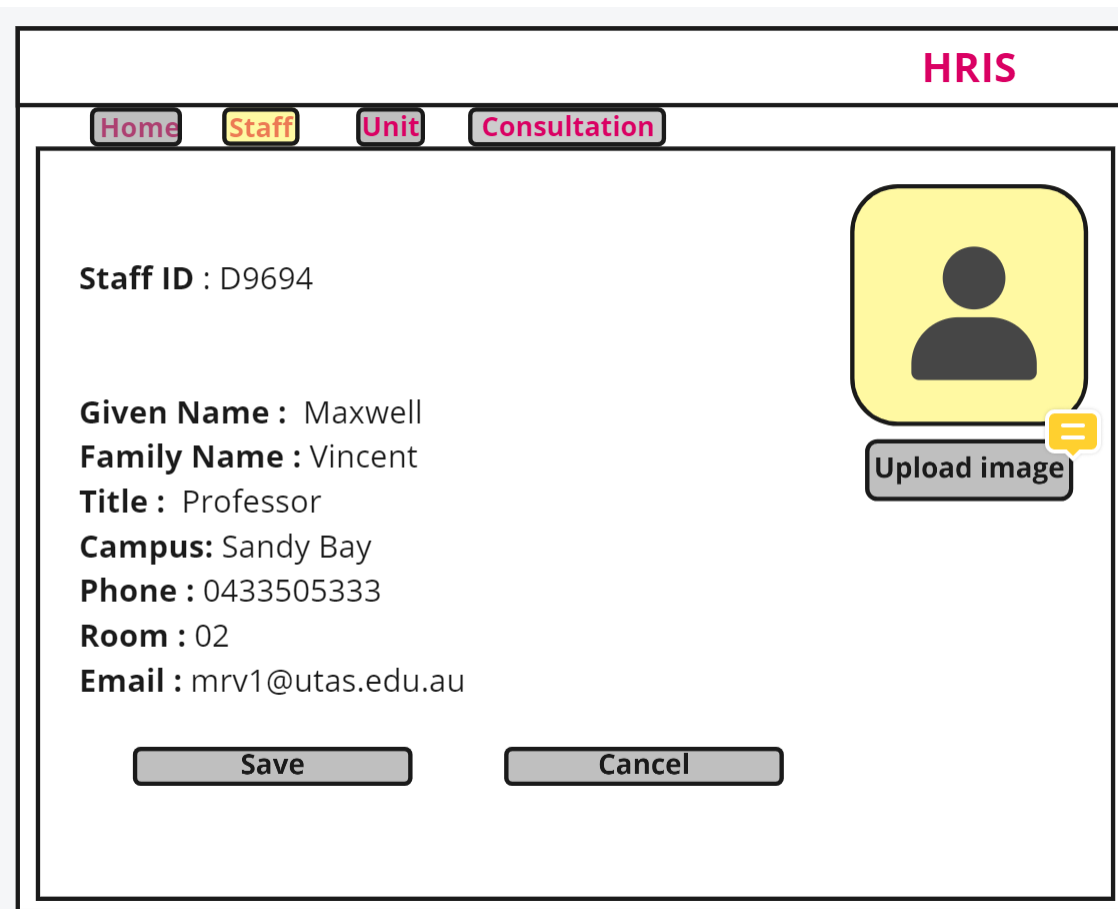 HRIS
Home Staff Unit Consultation
Staff ID : D9694
Given Name : Maxwell
Family Name : Vincent
Title : Professor
Campus: Sandy Bay
Phone : 0433505333
Room : 02
Email : mrv1@utas.edu.au
Upload image
Save Cancel